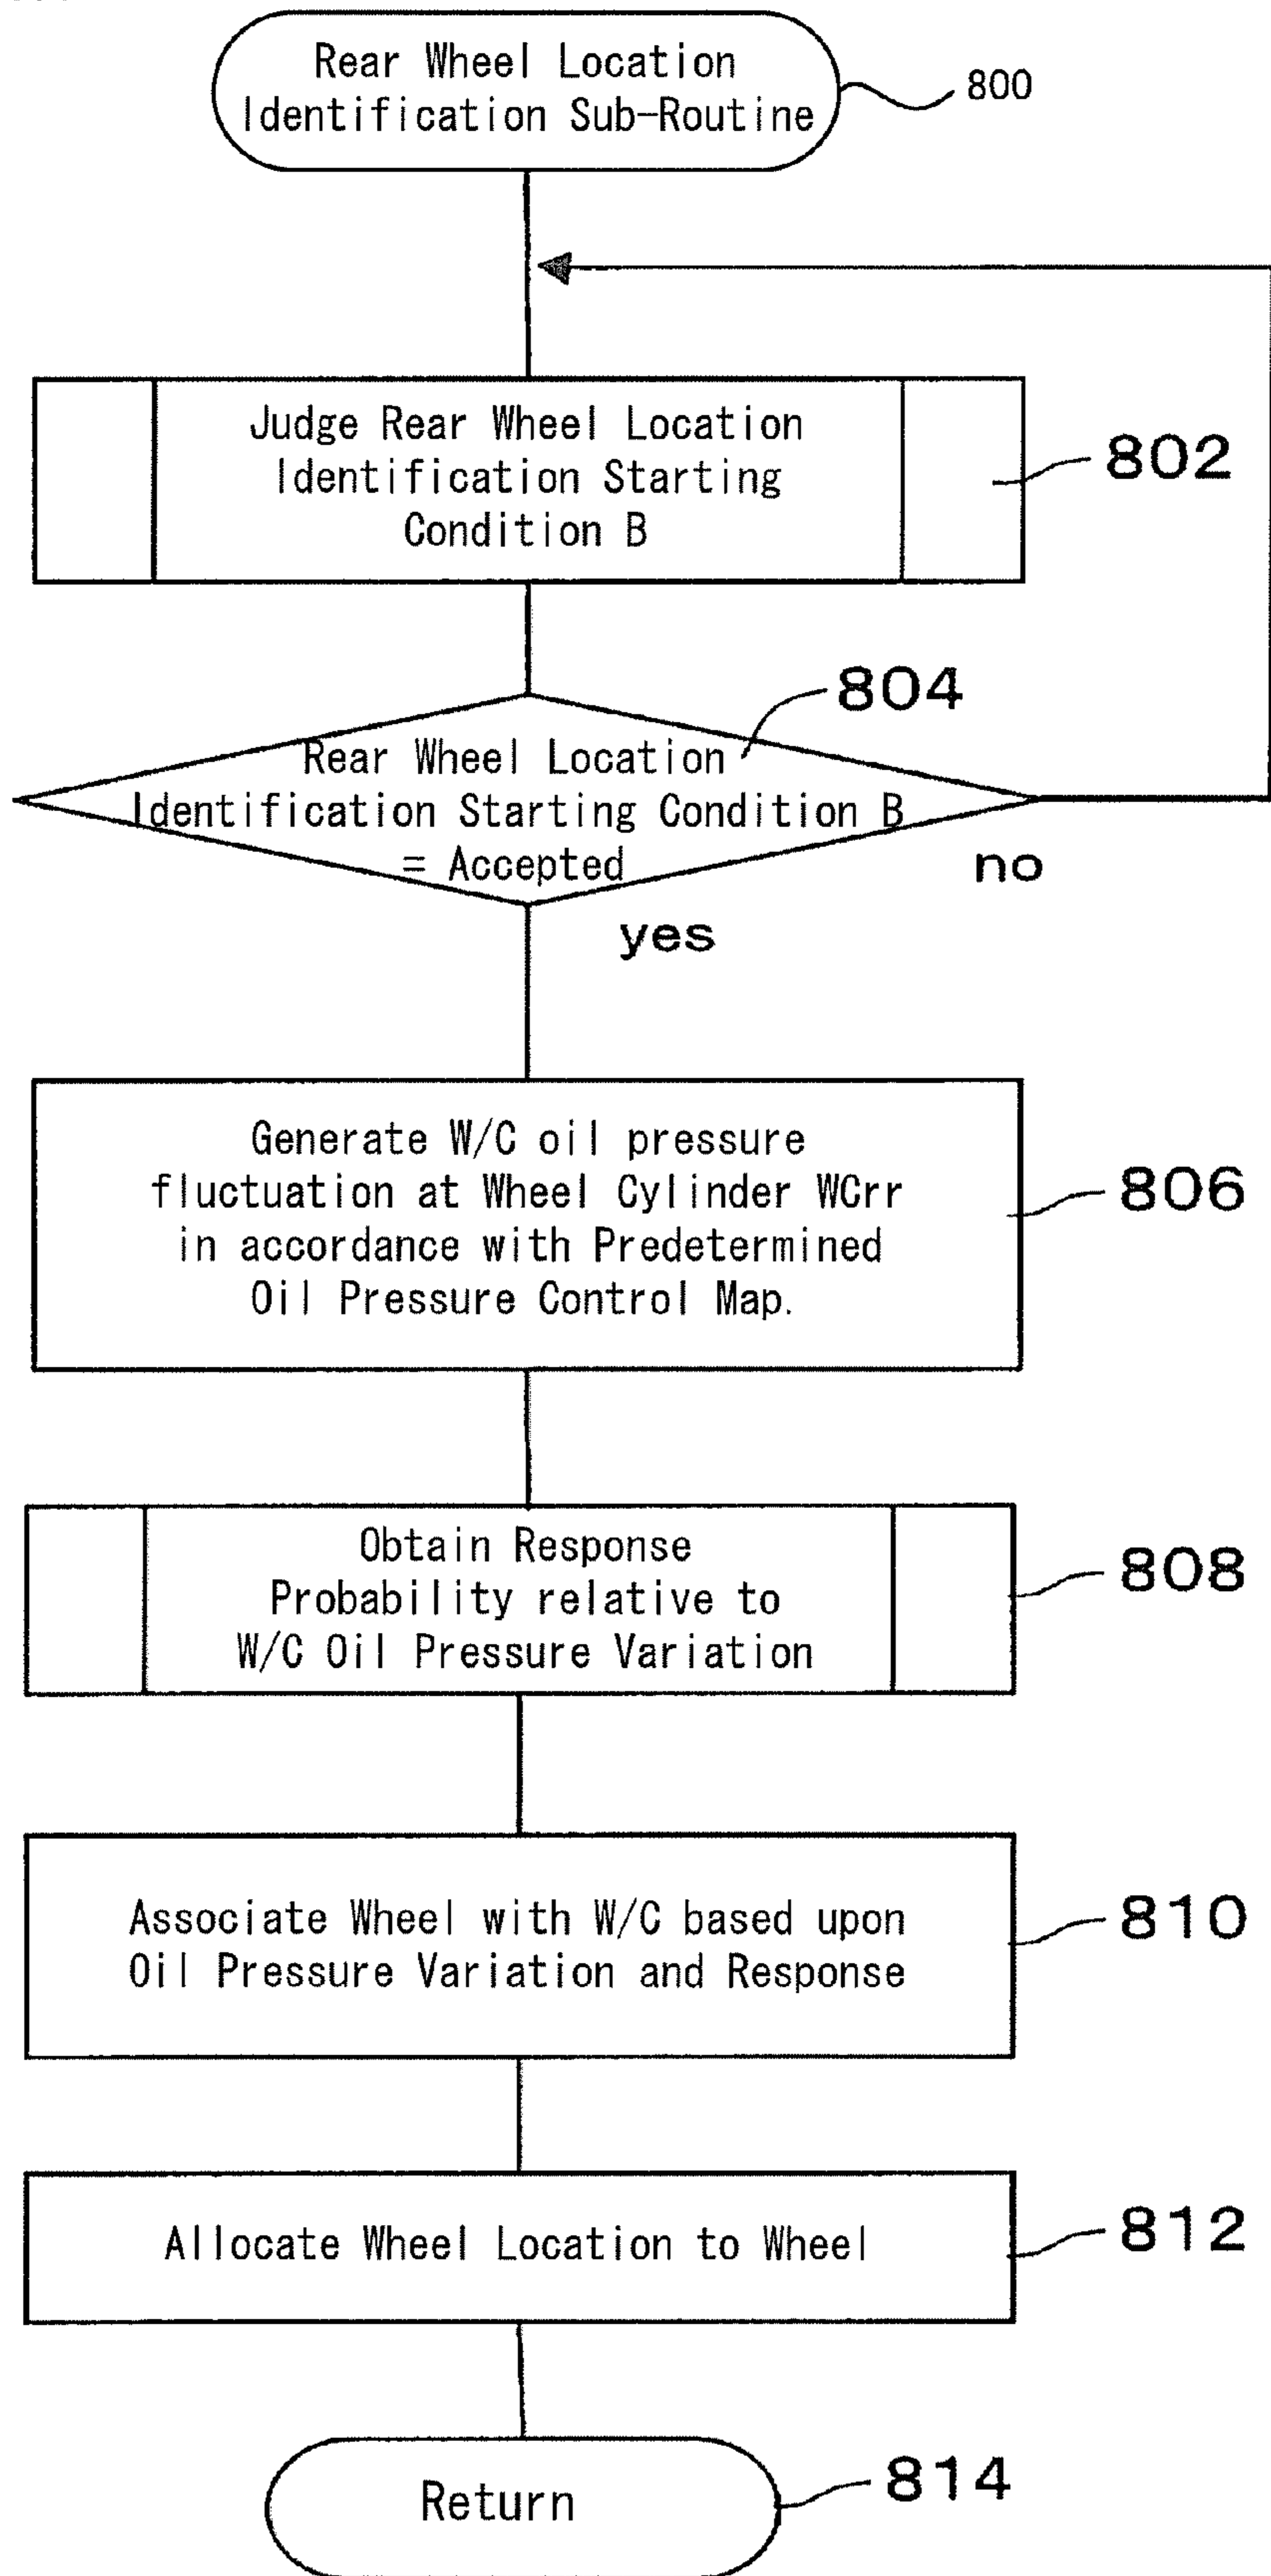 Rear Wheel Location
Identification Sub-Routine
800
Judge Rear Wheel Location
Identification Starting
Condition B
802
804
Rear Wheel Location
Identification Starting Condition B
= Accepted
no
yes
Generate W/C oil pressure
fluctuation at Wheel Cylinder WCrr
in accordance with Predetermined
Oil Pressure Control Map.
806
Obtain Response
Probability relative to
W/C Oil Pressure Variation
808
Associate Wheel with W/C based upon
Oil Pressure Variation and Response
810
Allocate Wheel Location to Wheel
812
Return
814